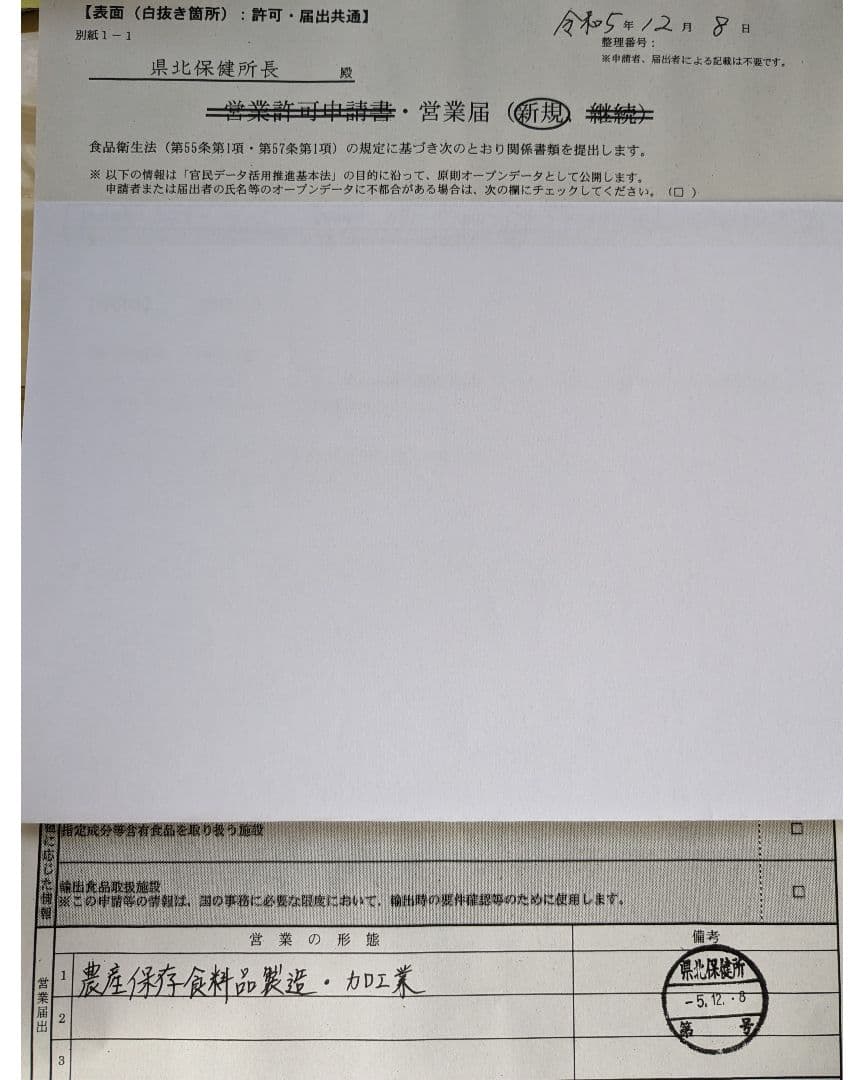 【表面（白抜き箇所）：許可・届出共通】
令和5年12月8日
別紙1－1
整理番号：
※申請者、届出者による記載は不要です。
県北保健所長 殿
営業許可申請書・営業届（新規、継続）
食品衛生法（第55条第1項・第57条第1項）の規定に基づき次のとおり関係書類を提出します。
※ 以下の情報は「官民データ活用推進基本法」の目的に沿って、原則オープンデータとして公開します。
申請者または届出者の氏名等のオープンデータに不都合がある場合は、次の欄にチェックしてください。（□ ）
に応じた情報
指定成分等含有食品を取り扱う施設 □
輸出食品取扱施設
※この申請等の情報は、国の事務に必要な限度において、輸出時の要件確認等のために使用します。 □
営業届出
営業の形態 備考
1 農産保存食料品製造・加工業
2
3
県北保健所
-5.12.-8
第 号